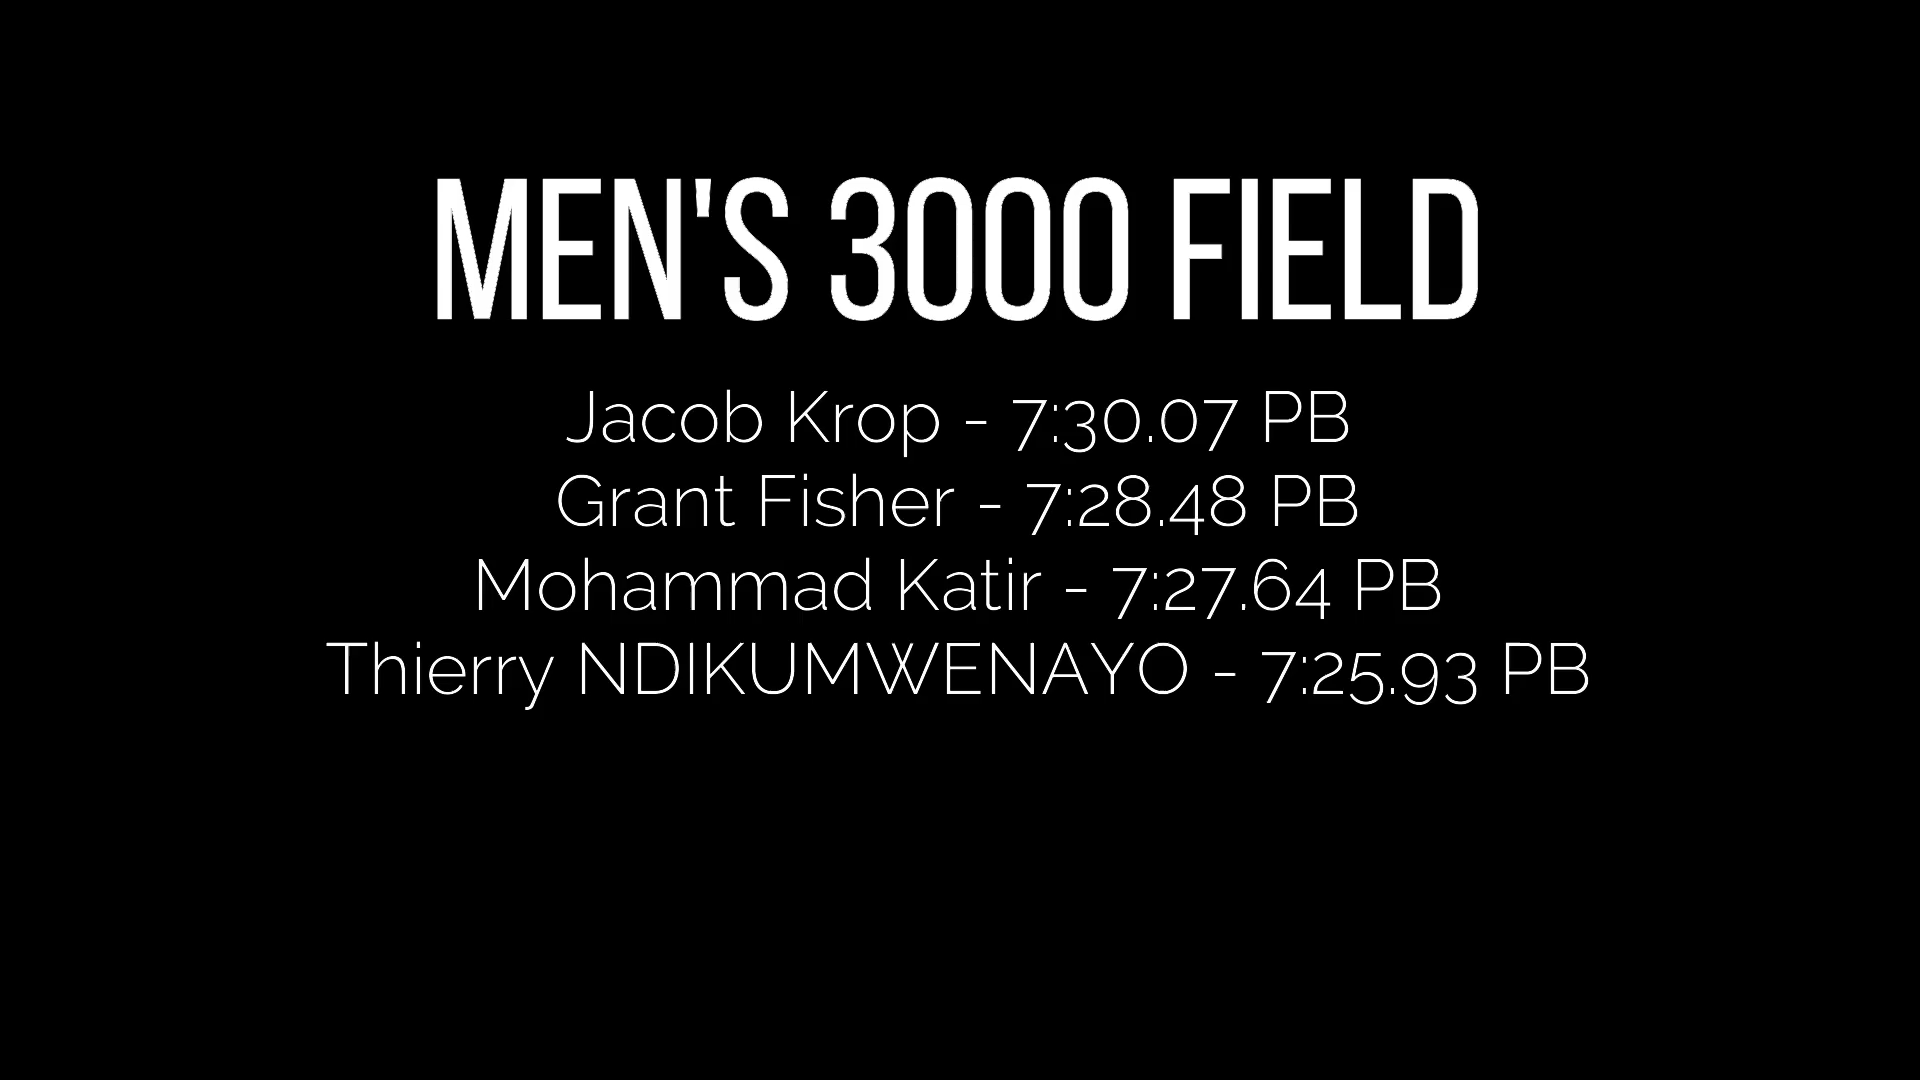 MEN'S 3000 FIELD
Jacob Krop - 7:30.07 PB
Grant Fisher - 7:28.48 PB
Mohammad Katir - 7:27.64 PB
Thierry NDIKUMWENAYO - 7:25.93 PB